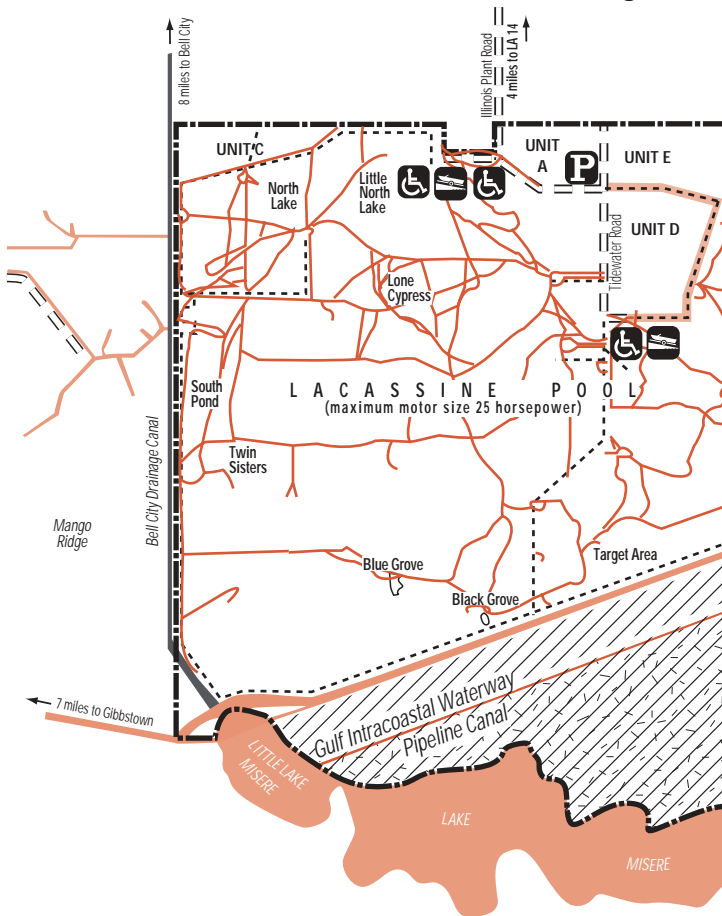 8 miles to Bell City
Illinois Plant Road
4 miles to LA 14
UNIT C
UNIT
A
P
UNIT E
North
Lake
Little
North
Lake
UNIT D
Tidewater Road
Lone
Cypress
South
Pond
LACASSINE POOL
(maximum motor size 25 horsepower)
Twin
Sisters
Bell City Drainage Canal
Mango
Ridge
Blue Grove
Black Grove
Target Area
7 miles to Gibbstown
Gulf Intracoastal Waterway
Pipeline Canal
LITTLE LAKE
MISERE
LAKE
MISERE